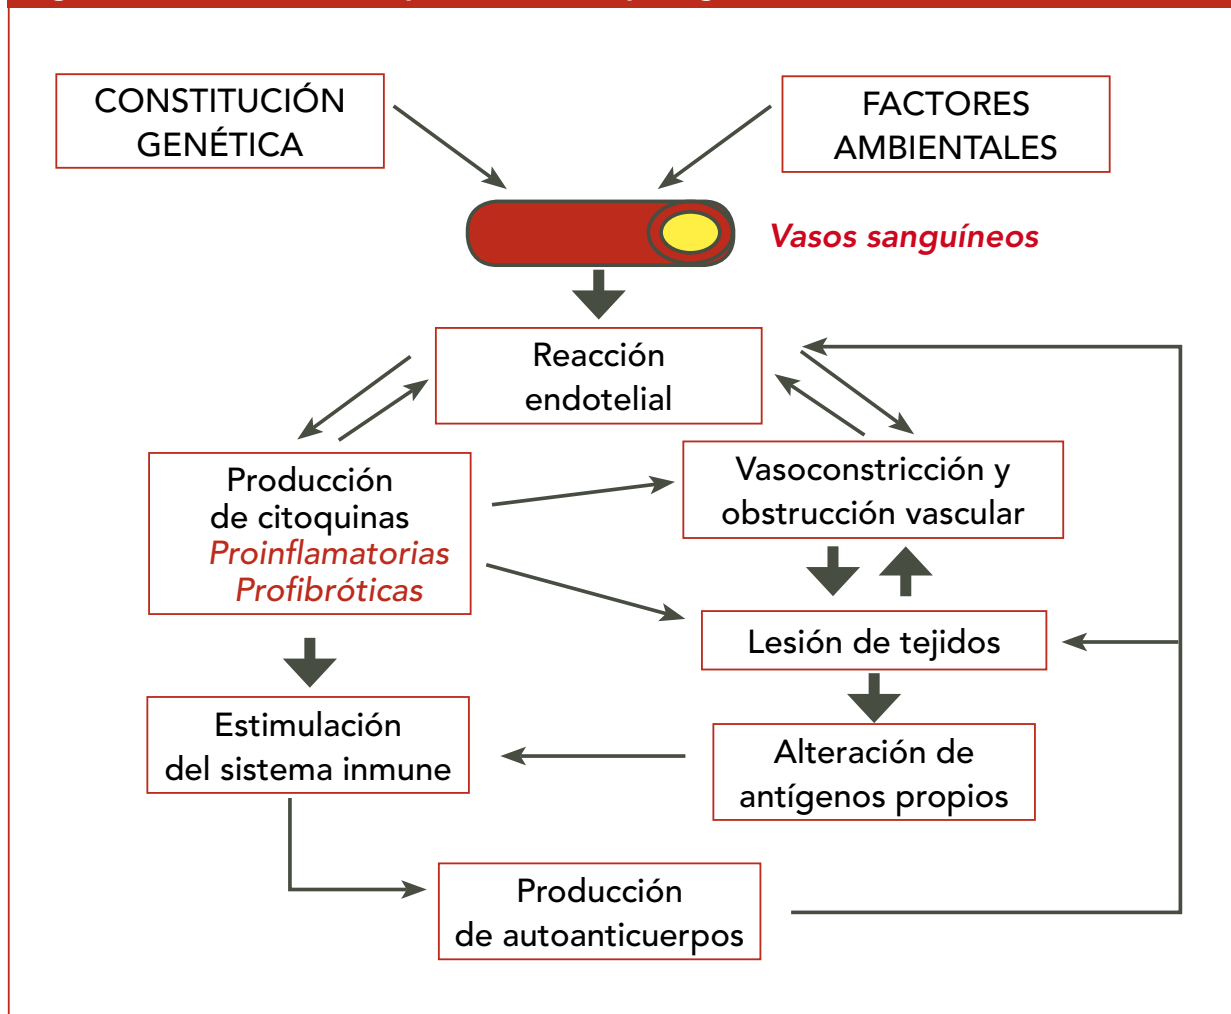 CONSTITUCIÓN
GENÉTICA
FACTORES
AMBIENTALES
Vasos sanguíneos
Reacción
endotelial
Producción
de citoquinas
Proinflamatorias
Profibróticas
Vasoconstricción y
obstrucción vascular
Lesión de tejidos
Estimulación
del sistema inmune
Alteración de
antígenos propios
Producción
de autoanticuerpos